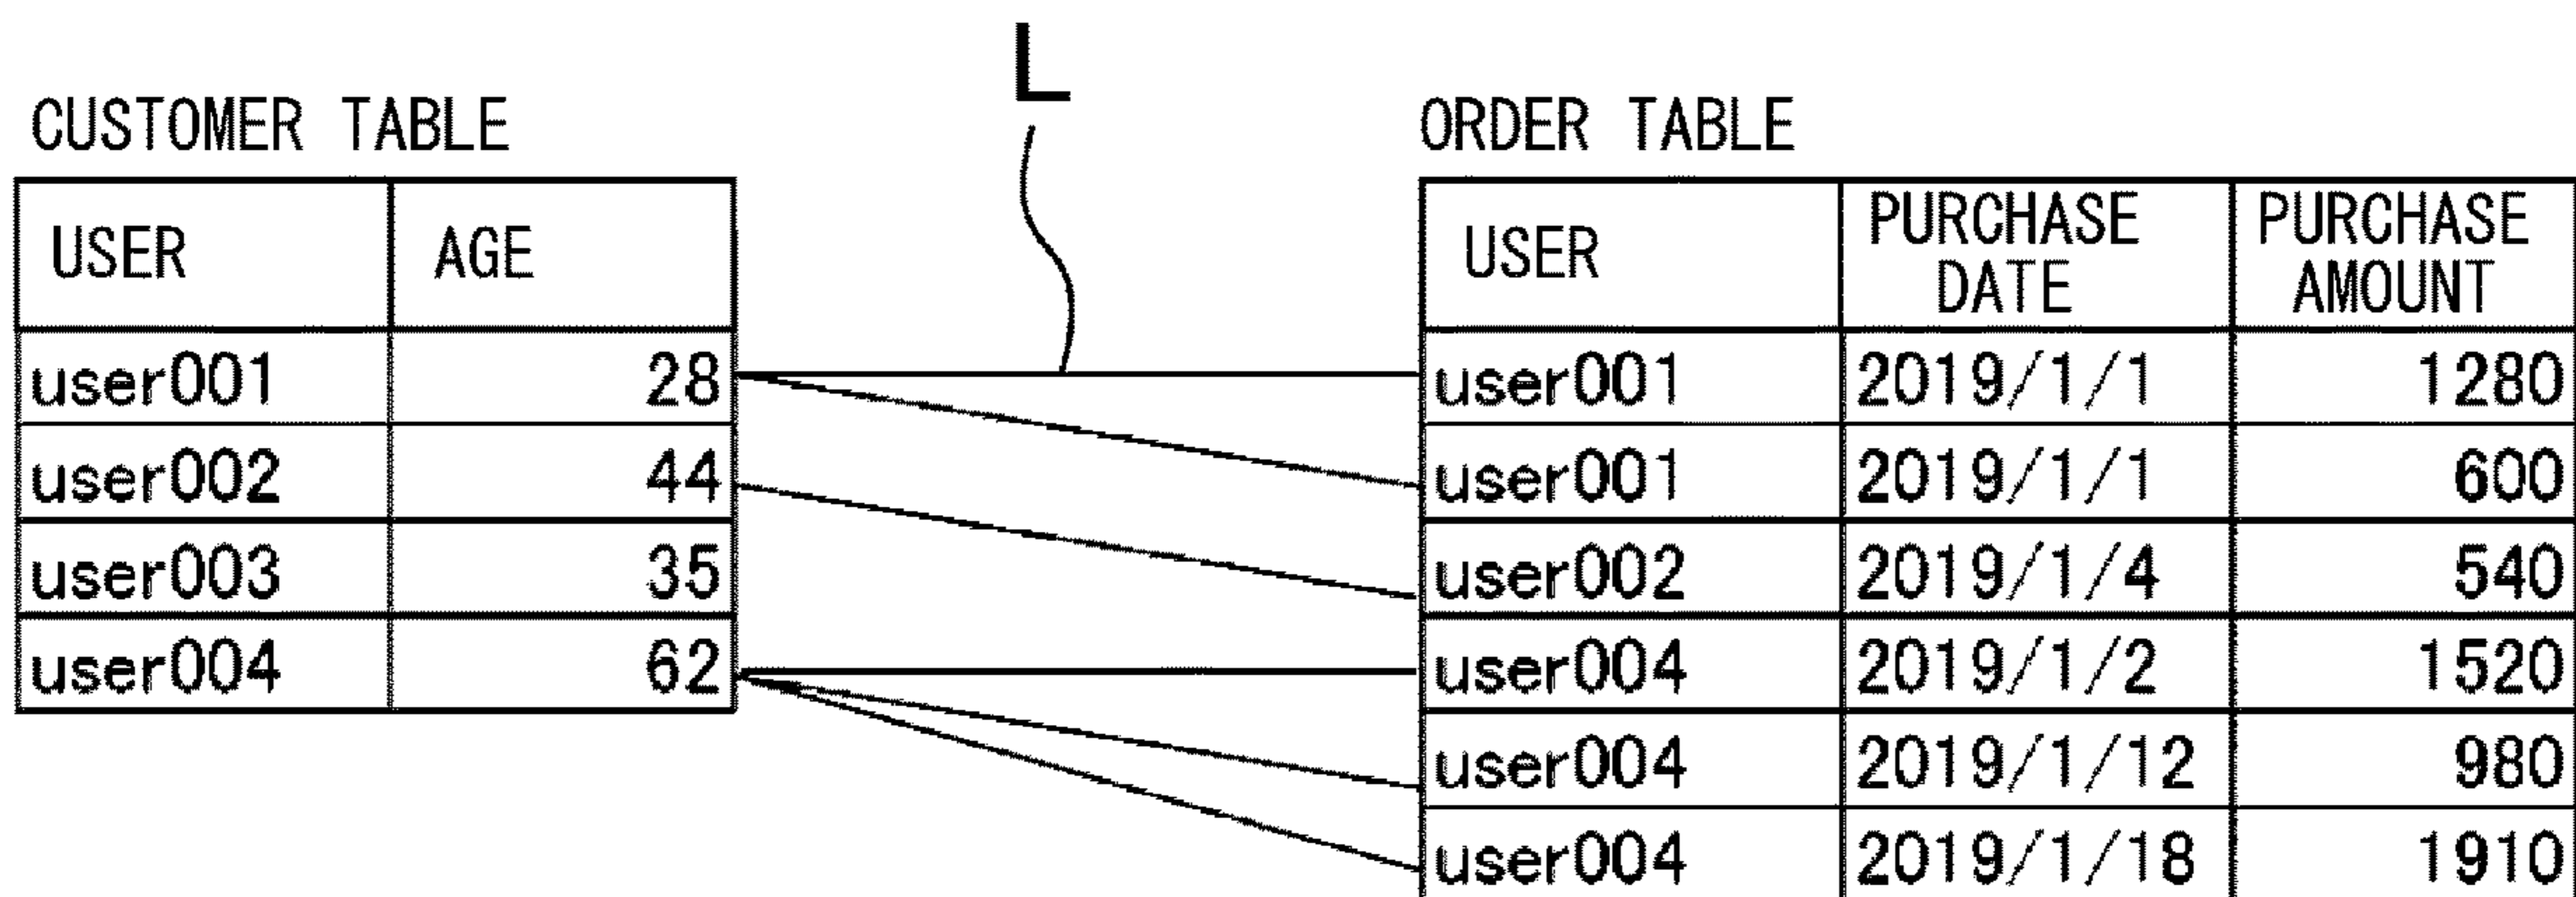 L
CUSTOMER TABLE
USER AGE
user001 28
user002 44
user003 35
user004 62
ORDER TABLE
USER PURCHASE DATE PURCHASE AMOUNT
user001 2019/1/1 1280
user001 2019/1/1 600
user002 2019/1/4 540
user004 2019/1/2 1520
user004 2019/1/12 980
user004 2019/1/18 1910